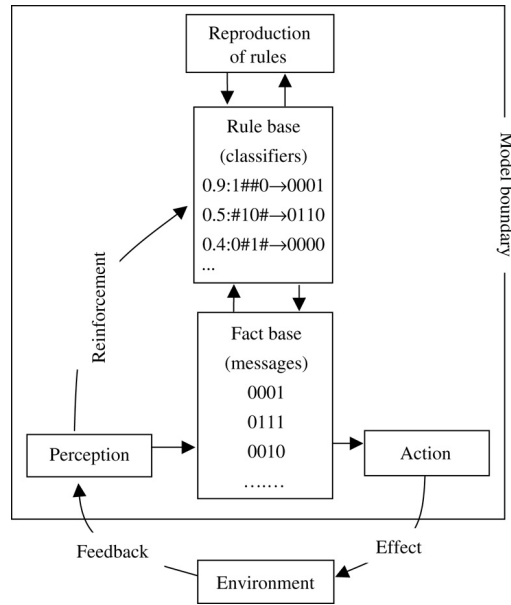 Reproduction
of rules
Rule base
(classifiers)
0.9:1##0→0001
0.5:#10#→0110
0.4:0#1#→0000
...
Model boundary
Reinforcement
Fact base
(messages)
0001
0111
0010
.......
Perception
Action
Feedback
Effect
Environment